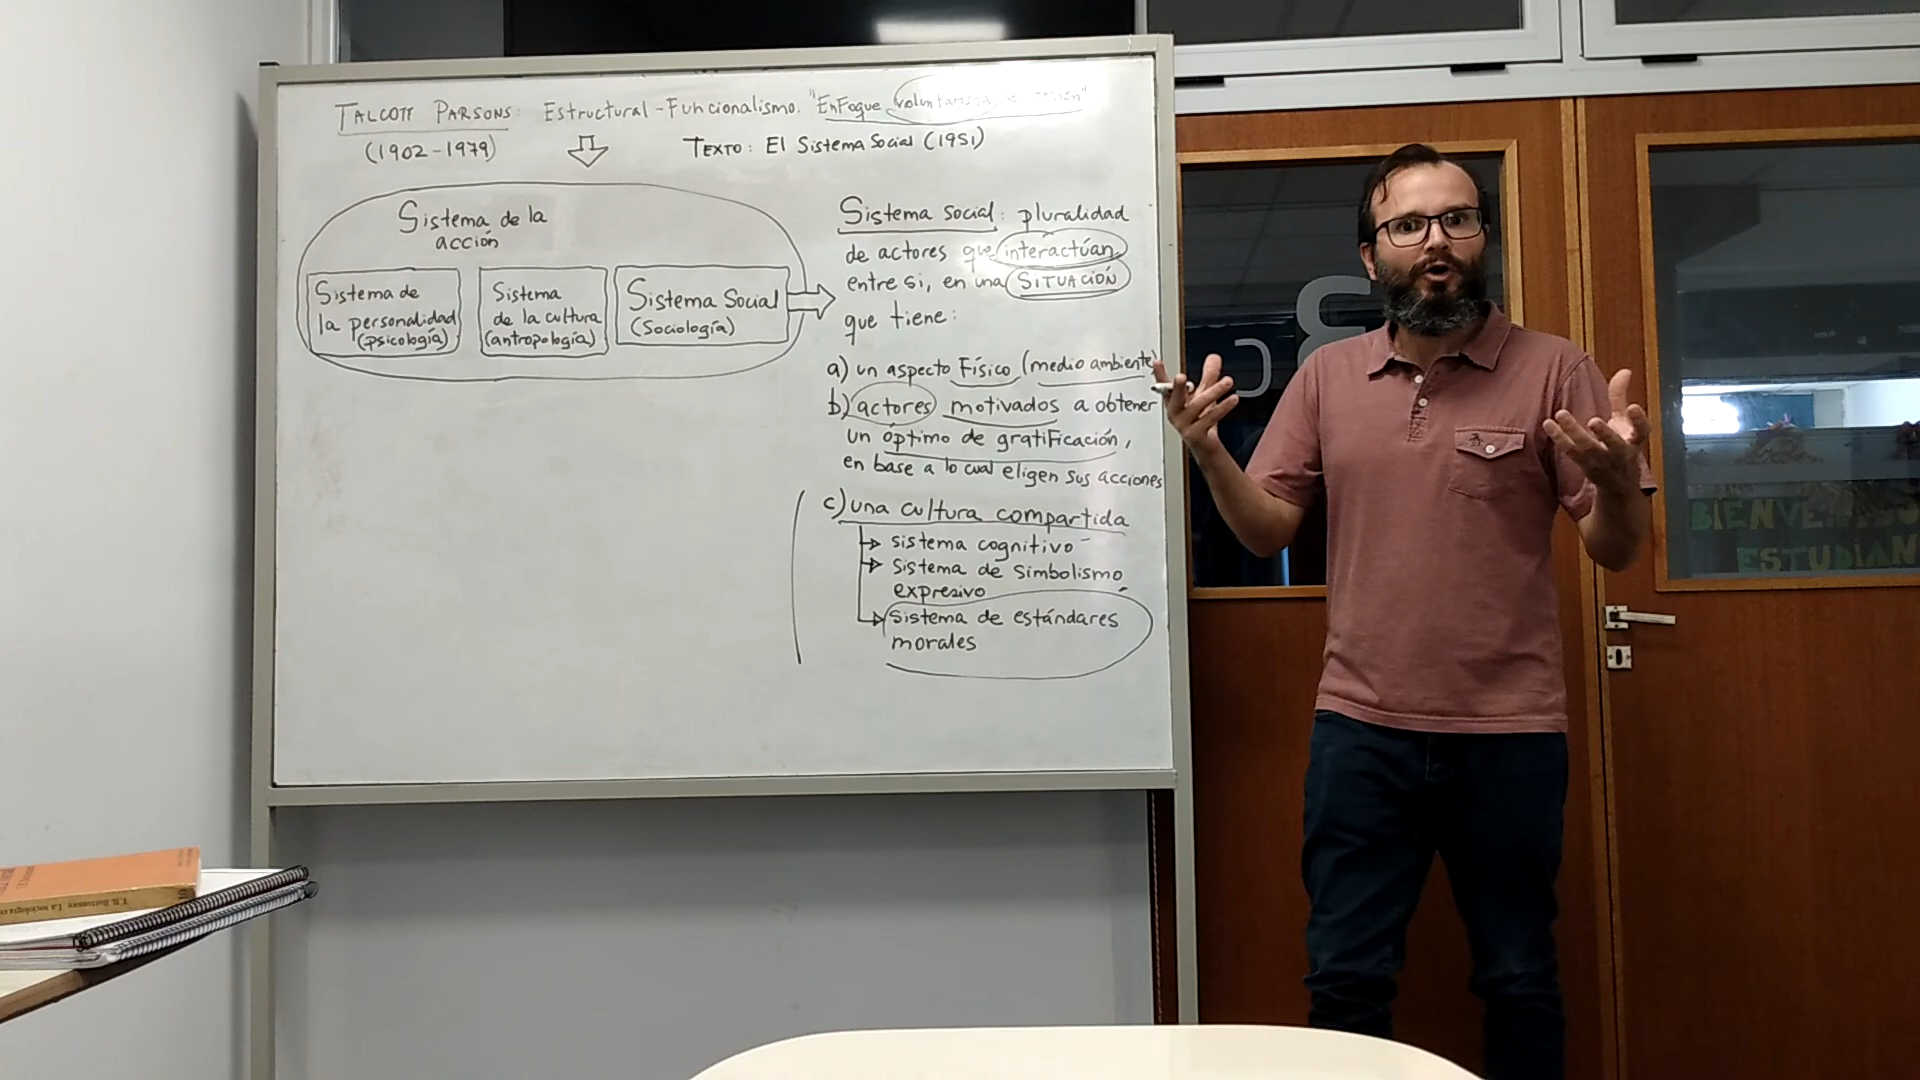 TALCOTT PARSONS: Estructural-Funcionalismo. "Enfoque voluntarista
(1902-1979)
TEXTO: El Sistema Social (1951)
Sistema de la
acción
Sistema de
la personalidad
(psicología)
Sistema
de la cultura
(antropología)
Sistema Social
(Sociología)
Sistema social: pluralidad
de actores que interactúan
entre si, en una SITUACIÓN
que tiene:
a) un aspecto Físico (medio ambiente)
b) actores motivados a obtener
un óptimo de gratificación,
en base a lo cual eligen sus acciones
c) una cultura compartida
sistema cognitivo
sistema de simbolismo
expresivo
sistema de estándares
morales
T.B. Bottomore La sociología
BIENVENIDOS
ESTUDIAN
3